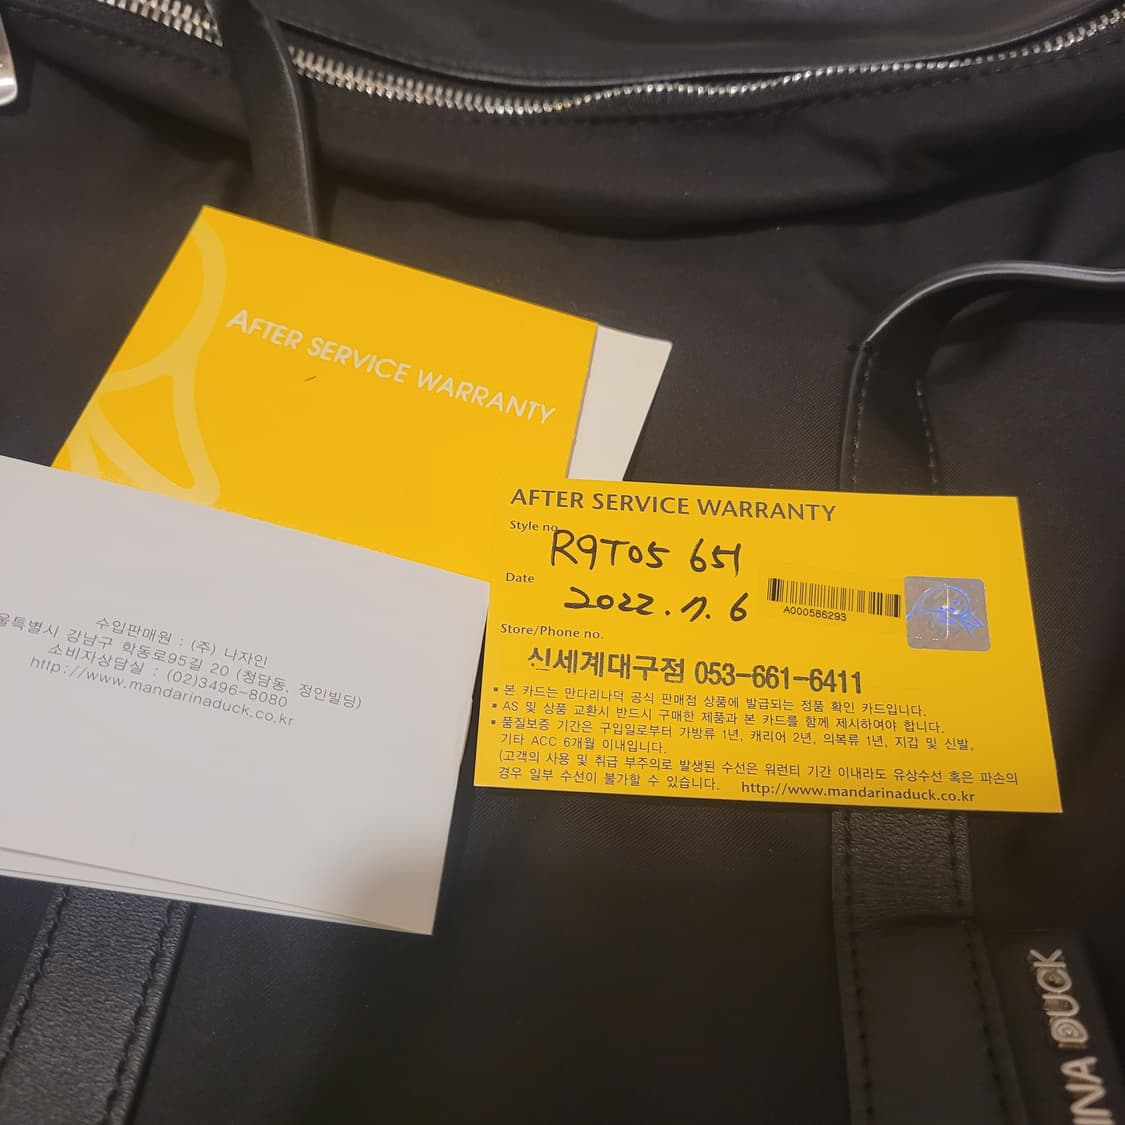 AFTER SERVICE WARRANTY
수입판매원 : (주) 나자인
울특별시 강남구 학동로95길 20 (청담동, 정인빌딩)
소비자상담실 : (02)3496-8080
http://www.mandarinaduck.co.kr
AFTER SERVICE WARRANTY
Style no.
R9T05 651
Date
2022.7.6
A000586293
Store/Phone no.
신세계대구점 053-661-6411
▪ 본 카드는 만다리나덕 공식 판매점 상품에 발급되는 정품 확인 카드입니다.
▪ AS 및 상품 교환시 반드시 구매한 제품과 본 카드를 함께 제시하여야 합니다.
▪ 품질보증 기간은 구입일로부터 가방류 1년, 캐리어 2년, 의복류 1년, 지갑 및 신발,
기타 ACC 6개월 이내입니다.
(고객의 사용 및 취급 부주의로 발생된 수선은 워런티 기간 이내라도 유상수선 혹은 파손의
경우 일부 수선이 불가할 수 있습니다. http://www.mandarinaduck.co.kr
INA DUCK